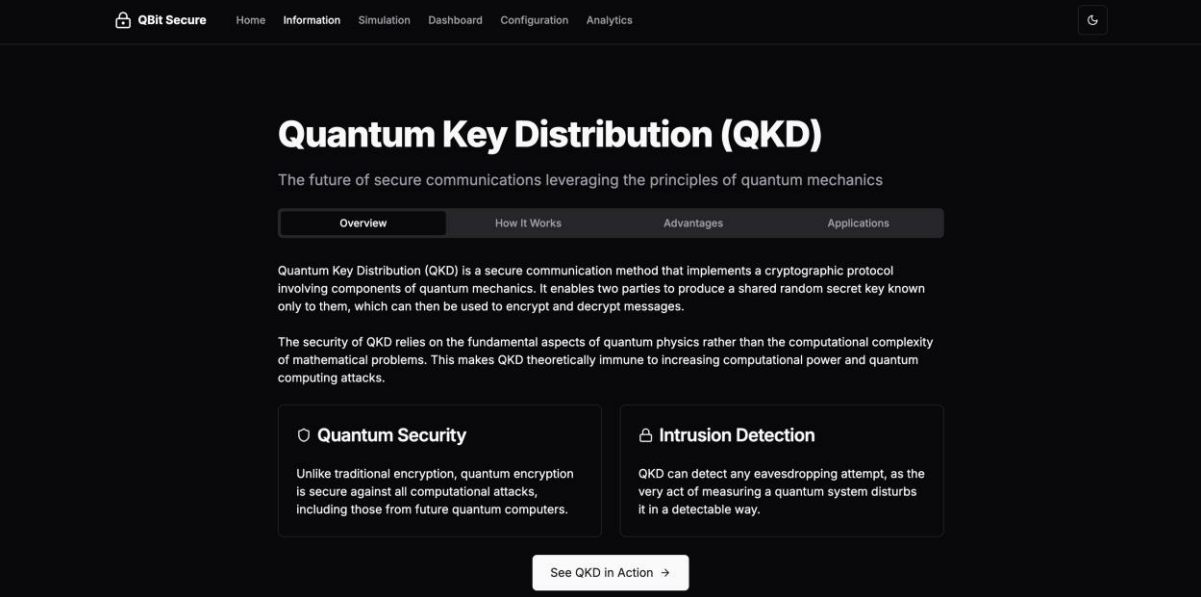 QBit Secure Home Information Simulation Dashboard Configuration Analytics
Quantum Key Distribution (QKD)
The future of secure communications leveraging the principles of quantum mechanics
Overview How It Works Advantages Applications
Quantum Key Distribution (QKD) is a secure communication method that implements a cryptographic protocol
involving components of quantum mechanics. It enables two parties to produce a shared random secret key known
only to them, which can then be used to encrypt and decrypt messages.
The security of QKD relies on the fundamental aspects of quantum physics rather than the computational complexity
of mathematical problems. This makes QKD theoretically immune to increasing computational power and quantum
computing attacks.
Quantum Security
Unlike traditional encryption, quantum encryption
is secure against all computational attacks,
including those from future quantum computers.
Intrusion Detection
QKD can detect any eavesdropping attempt, as the
very act of measuring a quantum system disturbs
it in a detectable way.
See QKD in Action →